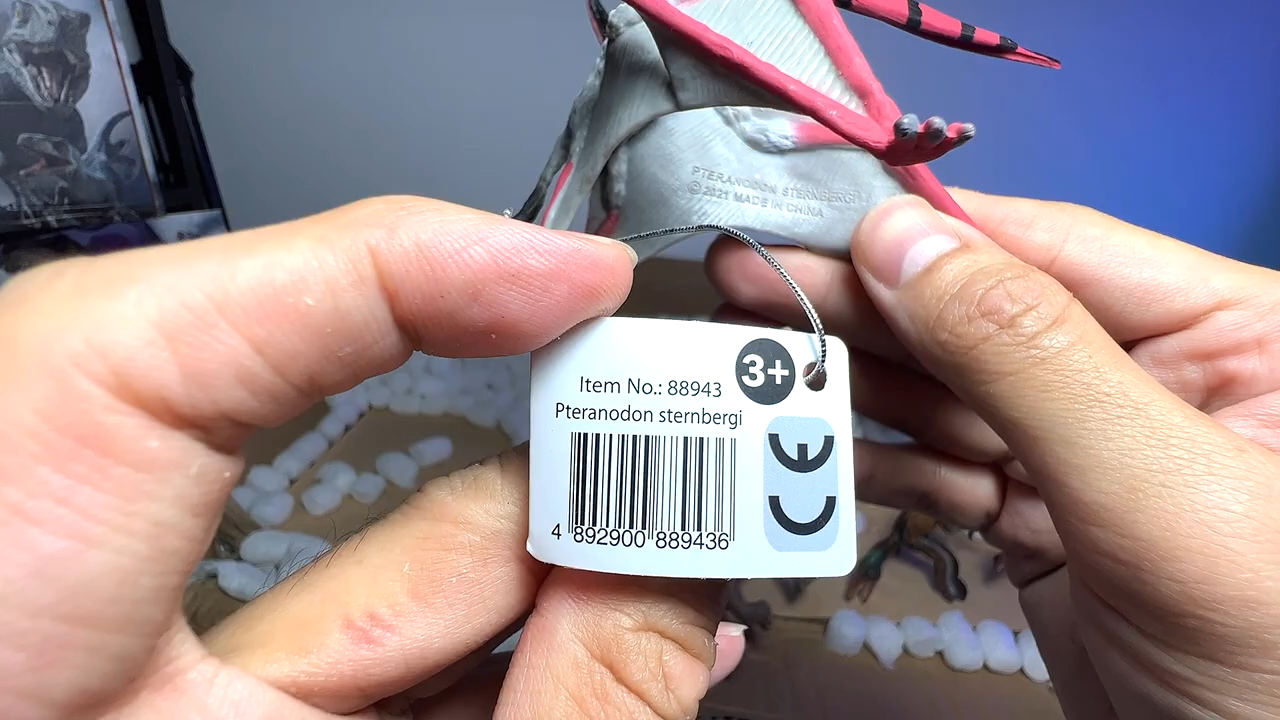 PTERANODON STERNBERGI
©2021 MADE IN CHINA
3+
Item No.: 88943
Pteranodon sternbergi
CE
4 892900 889436